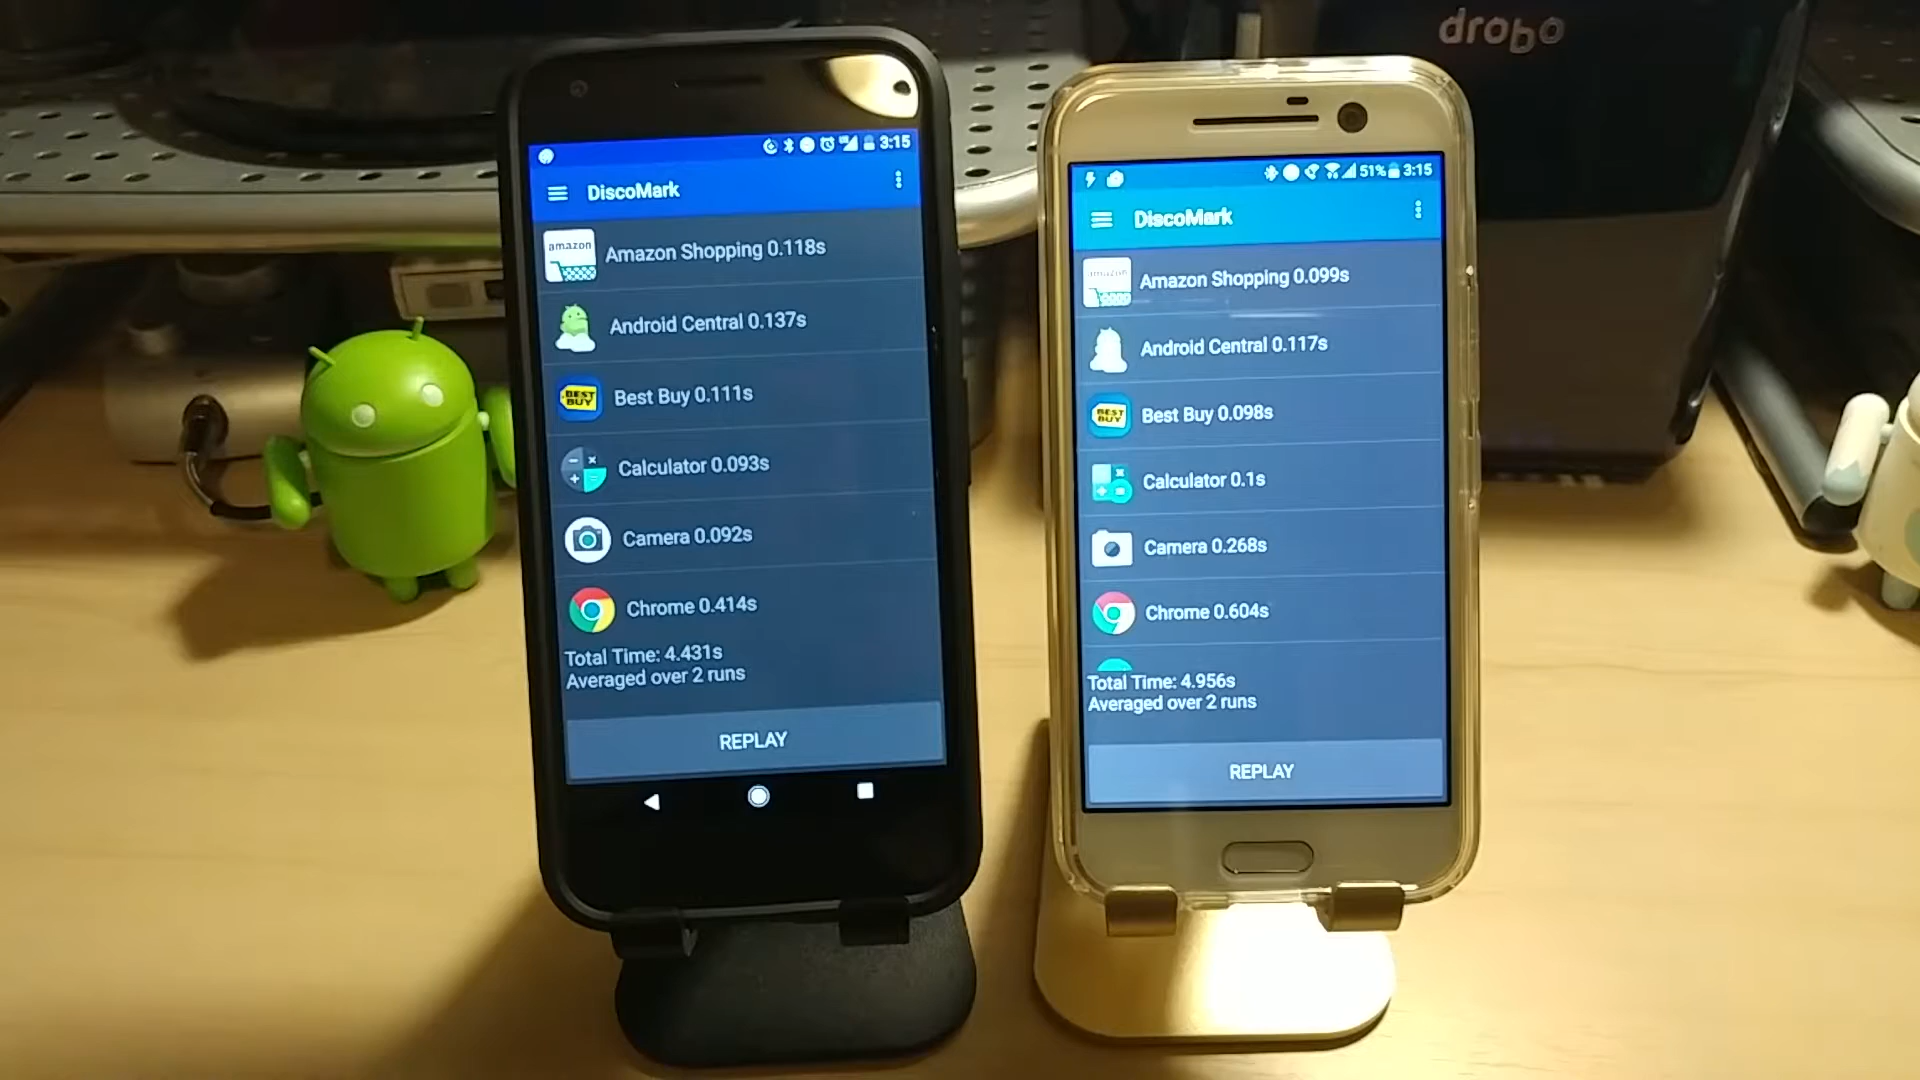 drobo
3:15
DiscoMark
amazon
Amazon Shopping 0.118s
Android Central 0.137s
BEST
BUY
Best Buy 0.111s
Calculator 0.093s
Camera 0.092s
Chrome 0.414s
Total Time: 4.431s
Averaged over 2 runs
REPLAY
51% 3:15
DiscoMark
amazon
Amazon Shopping 0.099s
Android Central 0.117s
BEST
BUY
Best Buy 0.098s
Calculator 0.1s
Camera 0.268s
Chrome 0.604s
Total Time: 4.956s
Averaged over 2 runs
REPLAY